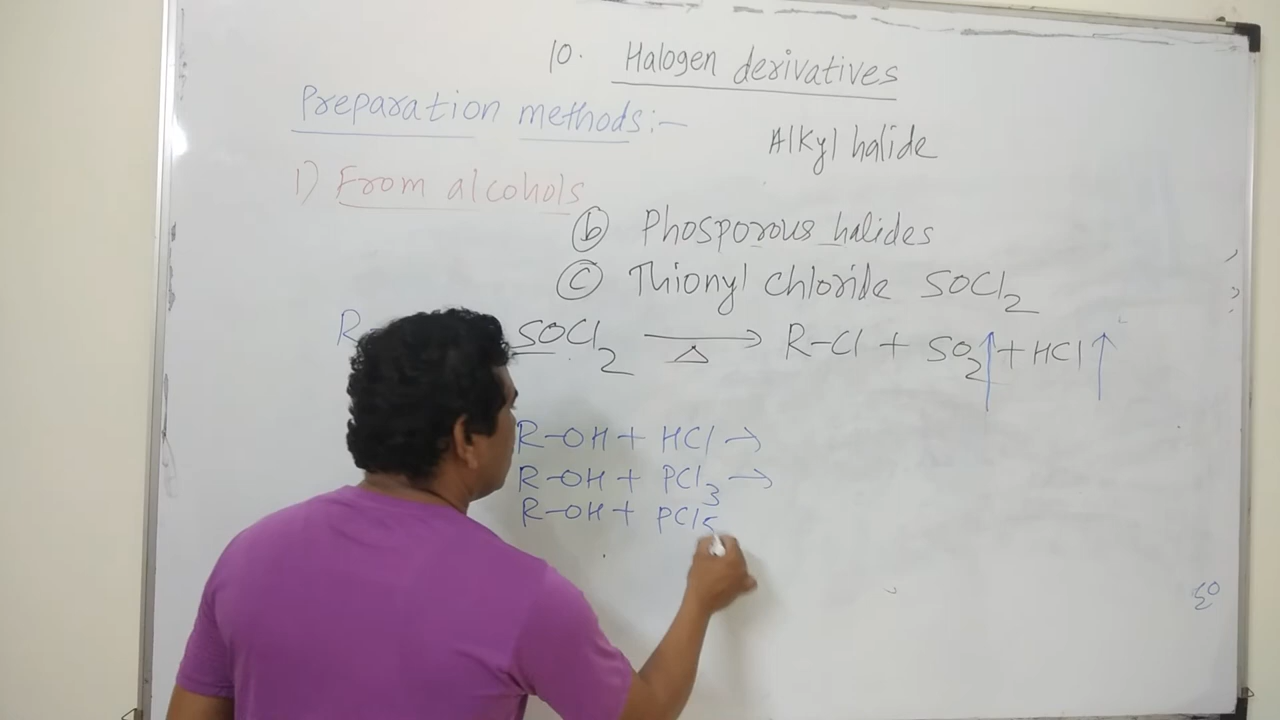 10. Halogen derivatives
Preparation methods:-
Alkyl halide
1) From alcohols
ⓑ Phosporous halides
ⓒ Thionyl chloride SOCl₂
R SOCl₂ —△→ R-Cl + SO₂↑ + HCl↑
R-OH + HCl →
R-OH + PCl₃ →
R-OH + PCl₅